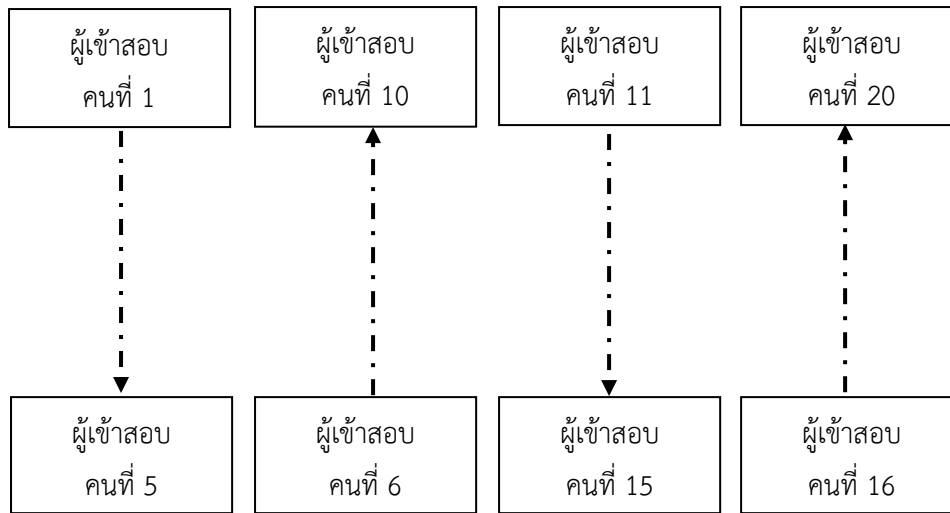 ผู้เข้าสอบ
คนที่ 1
ผู้เข้าสอบ
คนที่ 10
ผู้เข้าสอบ
คนที่ 11
ผู้เข้าสอบ
คนที่ 20
ผู้เข้าสอบ
คนที่ 5
ผู้เข้าสอบ
คนที่ 6
ผู้เข้าสอบ
คนที่ 15
ผู้เข้าสอบ
คนที่ 16